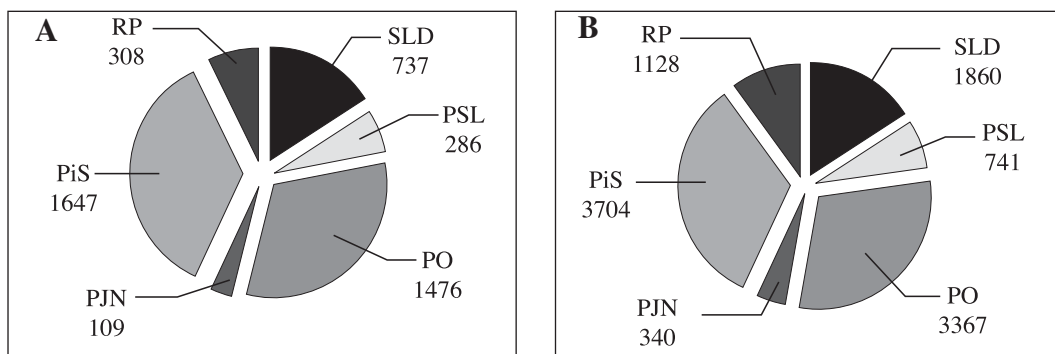 A
RP
308
SLD
737
PSL
286
PiS
1647
PO
1476
PJN
109
B
RP
1128
SLD
1860
PSL
741
PiS
3704
PO
3367
PJN
340